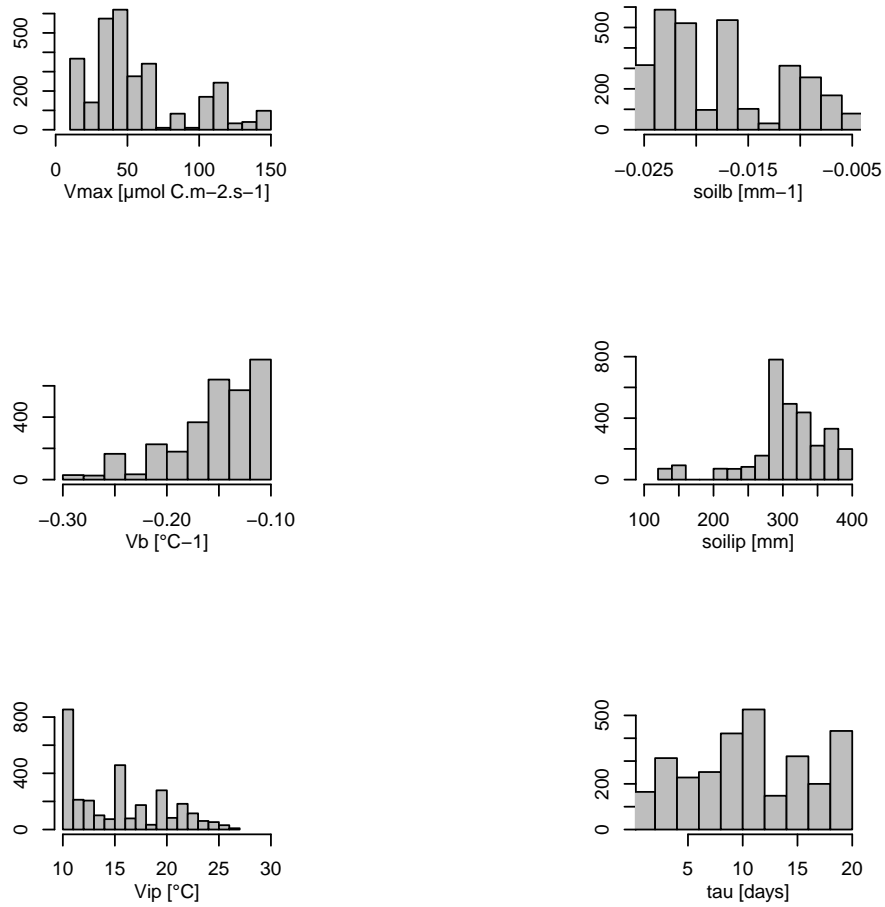 0 200 600
0 50 100 150
Vmax [µmol C.m−2.s−1]
0 200 600
−0.025 −0.015 −0.005
soilb [mm−1]
0 400
−0.30 −0.20 −0.10
Vb [°C−1]
0 400 800
100 200 300 400
soilip [mm]
0 400 800
10 15 20 25 30
Vip [°C]
0 200 500
5 10 15 20
tau [days]